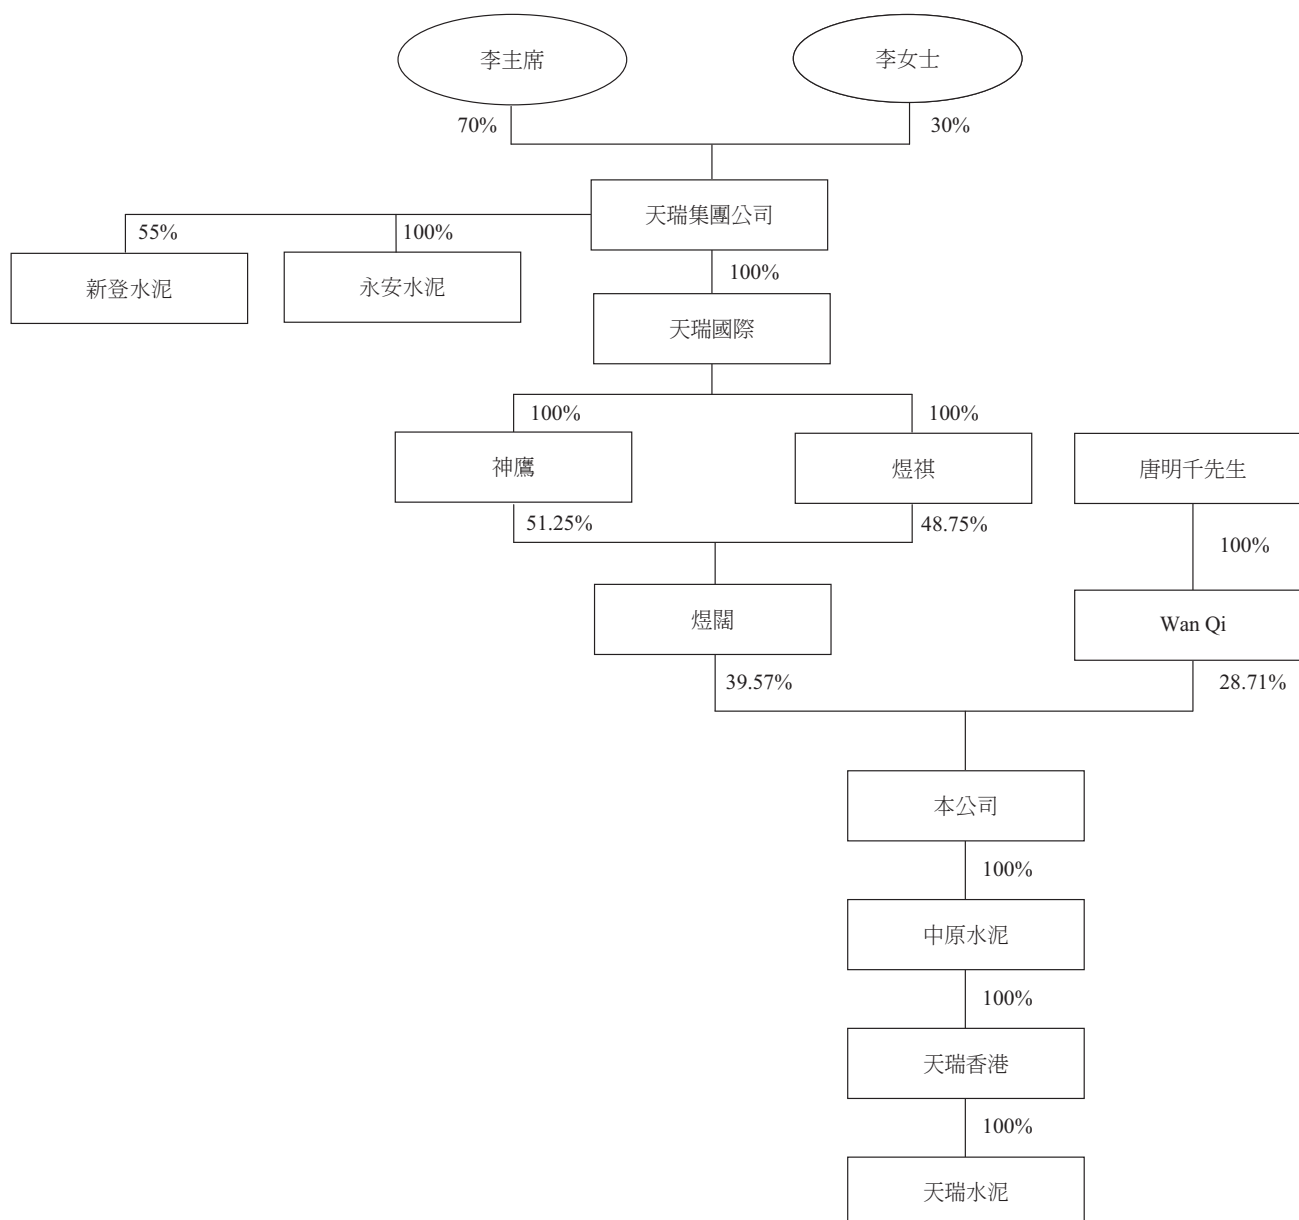 李主席
李女士
70%
30%
天瑞集團公司
55%
100%
新登水泥
永安水泥
100%
天瑞國際
100%
100%
神鷹
煜祺
唐明千先生
51.25%
48.75%
100%
煜闊
Wan Qi
39.57%
28.71%
本公司
100%
中原水泥
100%
天瑞香港
100%
天瑞水泥